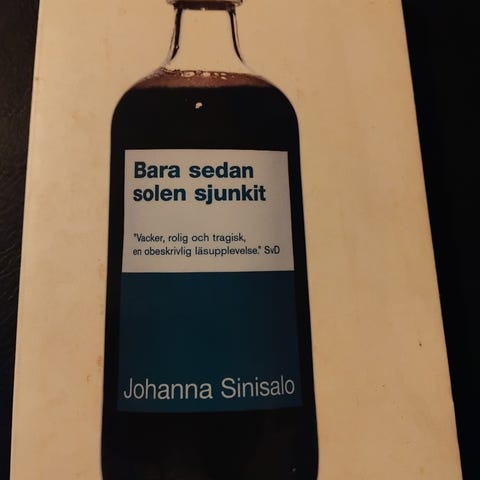 Bara sedan
solen sjunkit
"Vacker, rolig och tragisk,
en obeskrivlig läsupplevelse." SvD
Johanna Sinisalo